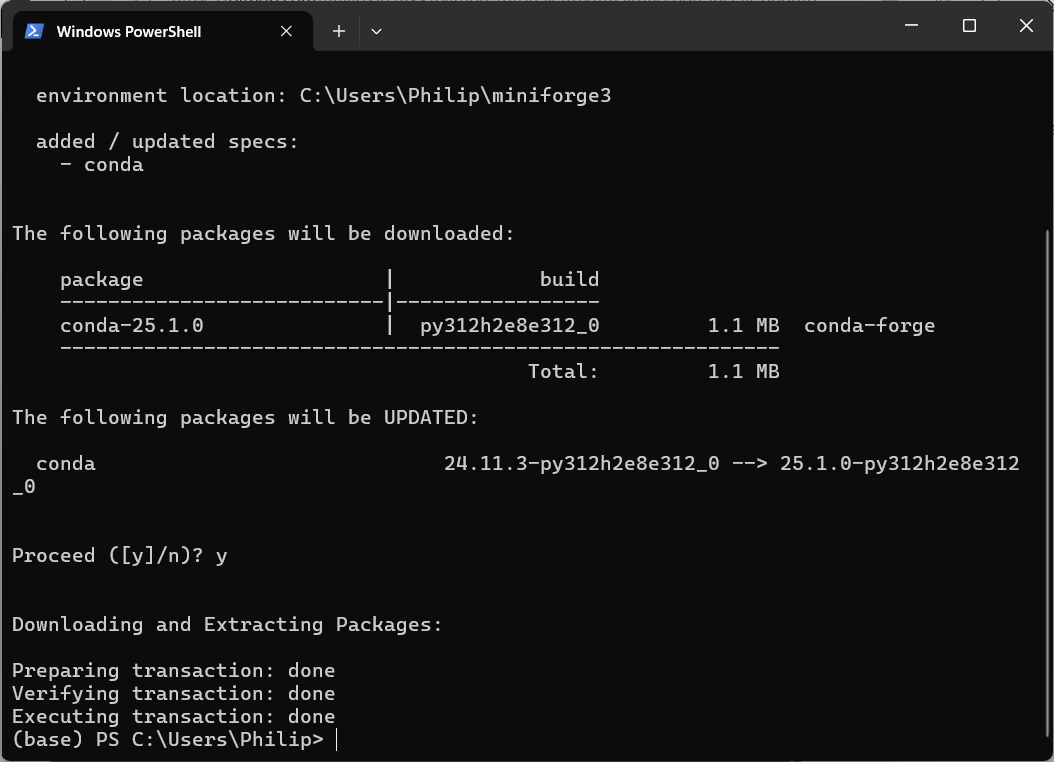 Windows PowerShell
environment location: C:\Users\Philip\miniforge3
added / updated specs:
- conda
The following packages will be downloaded:
package | build
---------------------------|-----------------
conda-25.1.0 | py312h2e8e312_0 1.1 MB conda-forge
------------------------------------------------------------
Total: 1.1 MB
The following packages will be UPDATED:
conda 24.11.3-py312h2e8e312_0 --> 25.1.0-py312h2e8e312
_0
Proceed ([y]/n)? y
Downloading and Extracting Packages:
Preparing transaction: done
Verifying transaction: done
Executing transaction: done
(base) PS C:\Users\Philip>